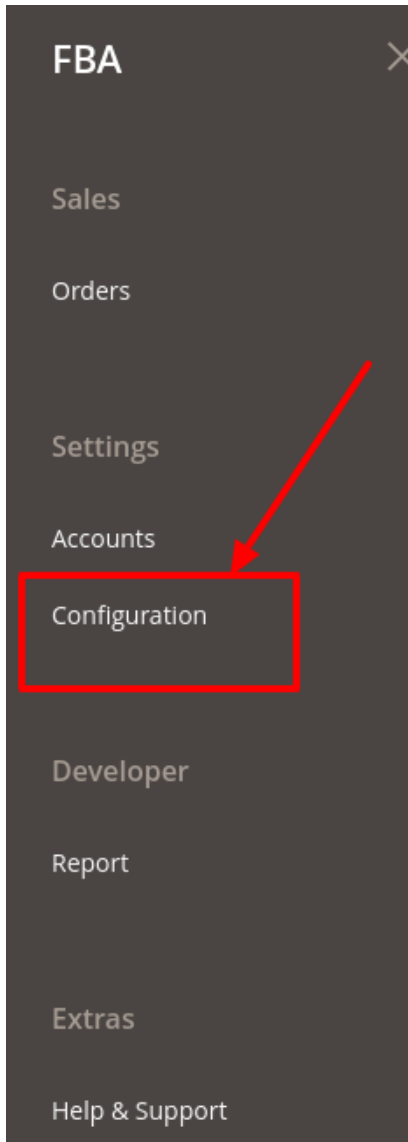 FBA
Sales
Orders
Settings
Accounts
Configuration
Developer
Report
Extras
Help & Support